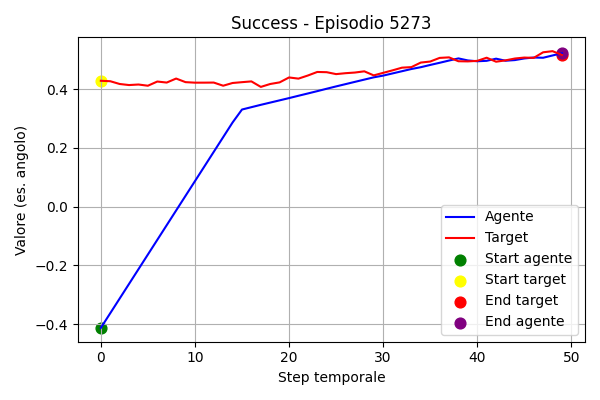 Success - Episodio 5273
Valore (es. angolo)
0.4
0.2
0.0
−0.2
−0.4
0
10
20
30
40
50
Step temporale
Agente
Target
Start agente
Start target
End target
End agente